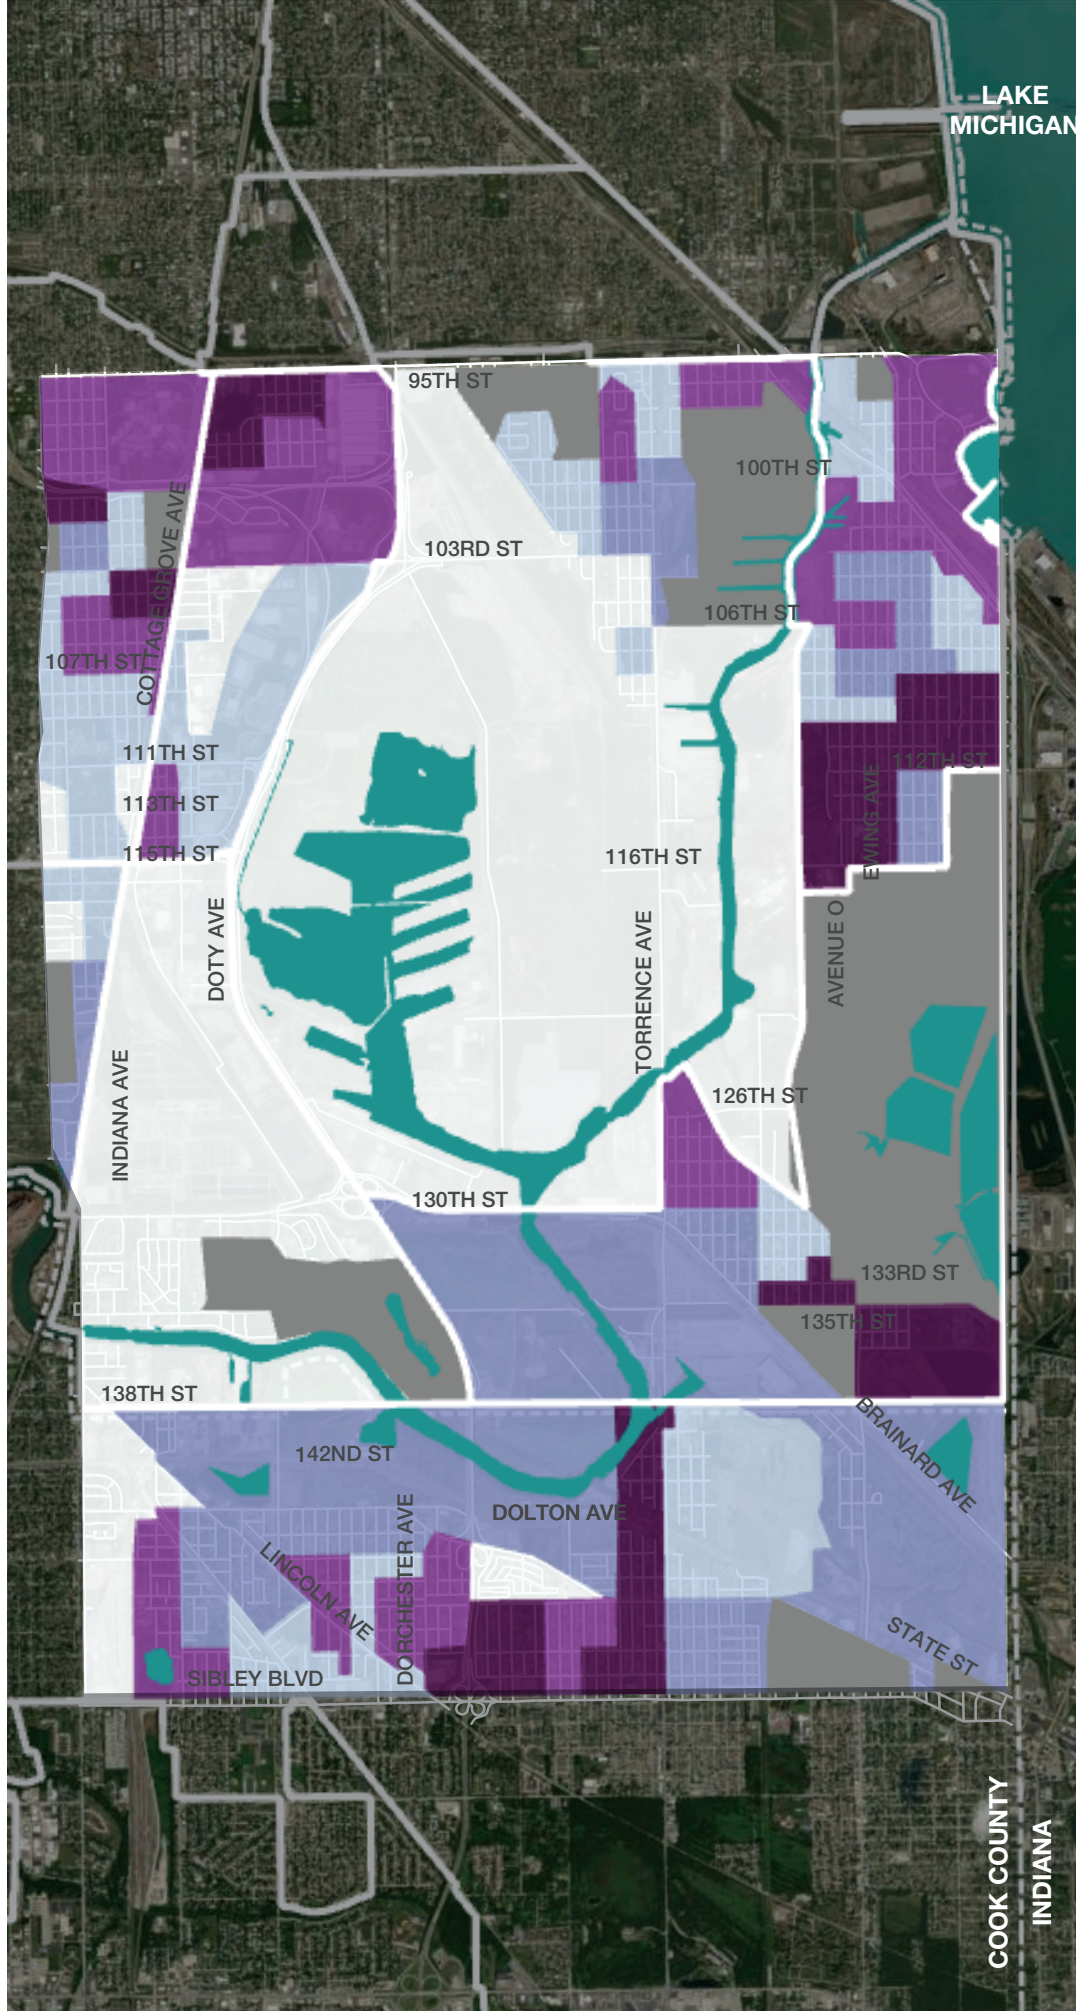 LAKE
MICHIGAN
95TH ST
100TH ST
COTTAGE GROVE AVE
103RD ST
106TH ST
107TH ST
111TH ST
112TH ST
EWING AVE
113TH ST
115TH ST
116TH ST
DOTY AVE
TORRENCE AVE
AVENUE O
INDIANA AVE
126TH ST
130TH ST
133RD ST
135TH ST
138TH ST
BRAINARD AVE
142ND ST
DOLTON AVE
LINCOLN AVE
DORCHESTER AVE
STATE ST
SIBLEY BLVD
COOK COUNTY
INDIANA